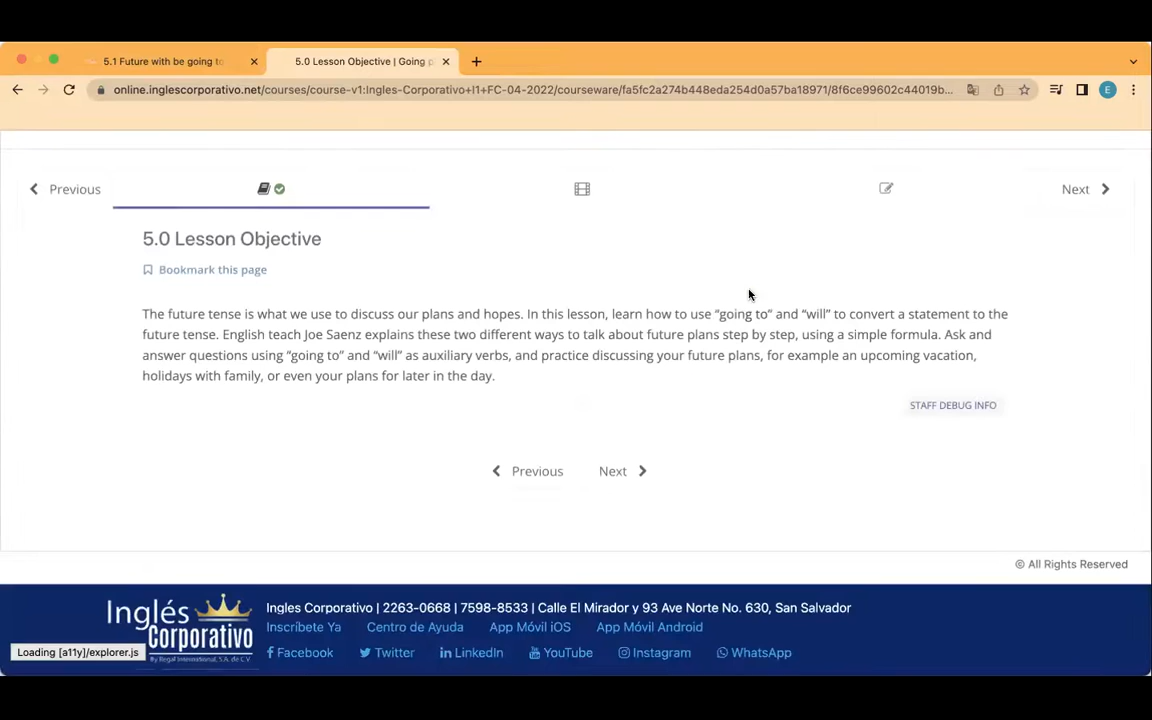 5.1 Future with be going to
5.0 Lesson Objective | Going p
online.inglescorporativo.net/courses/course-v1:Ingles-Corporativo+I1+FC-04-2022/courseware/fa5fc2a274b448eda254d0a57ba18971/8f6ce99602c44019b...
E
Previous
Next
5.0 Lesson Objective
Bookmark this page
The future tense is what we use to discuss our plans and hopes. In this lesson, learn how to use “going to” and “will” to convert a statement to the
future tense. English teach Joe Saenz explains these two different ways to talk about future plans step by step, using a simple formula. Ask and
answer questions using “going to” and “will” as auxiliary verbs, and practice discussing your future plans, for example an upcoming vacation,
holidays with family, or even your plans for later in the day.
STAFF DEBUG INFO
Previous Next
© All Rights Reserved
Inglés Corporativo
By Illegal International, S.A. de C.V.
Ingles Corporativo | 2263-0668 | 7598-8533 | Calle El Mirador y 93 Ave Norte No. 630, San Salvador
Inscríbete Ya Centro de Ayuda App Móvil iOS App Móvil Android
Facebook Twitter LinkedIn YouTube Instagram WhatsApp
Loading [a11y]/explorer.js